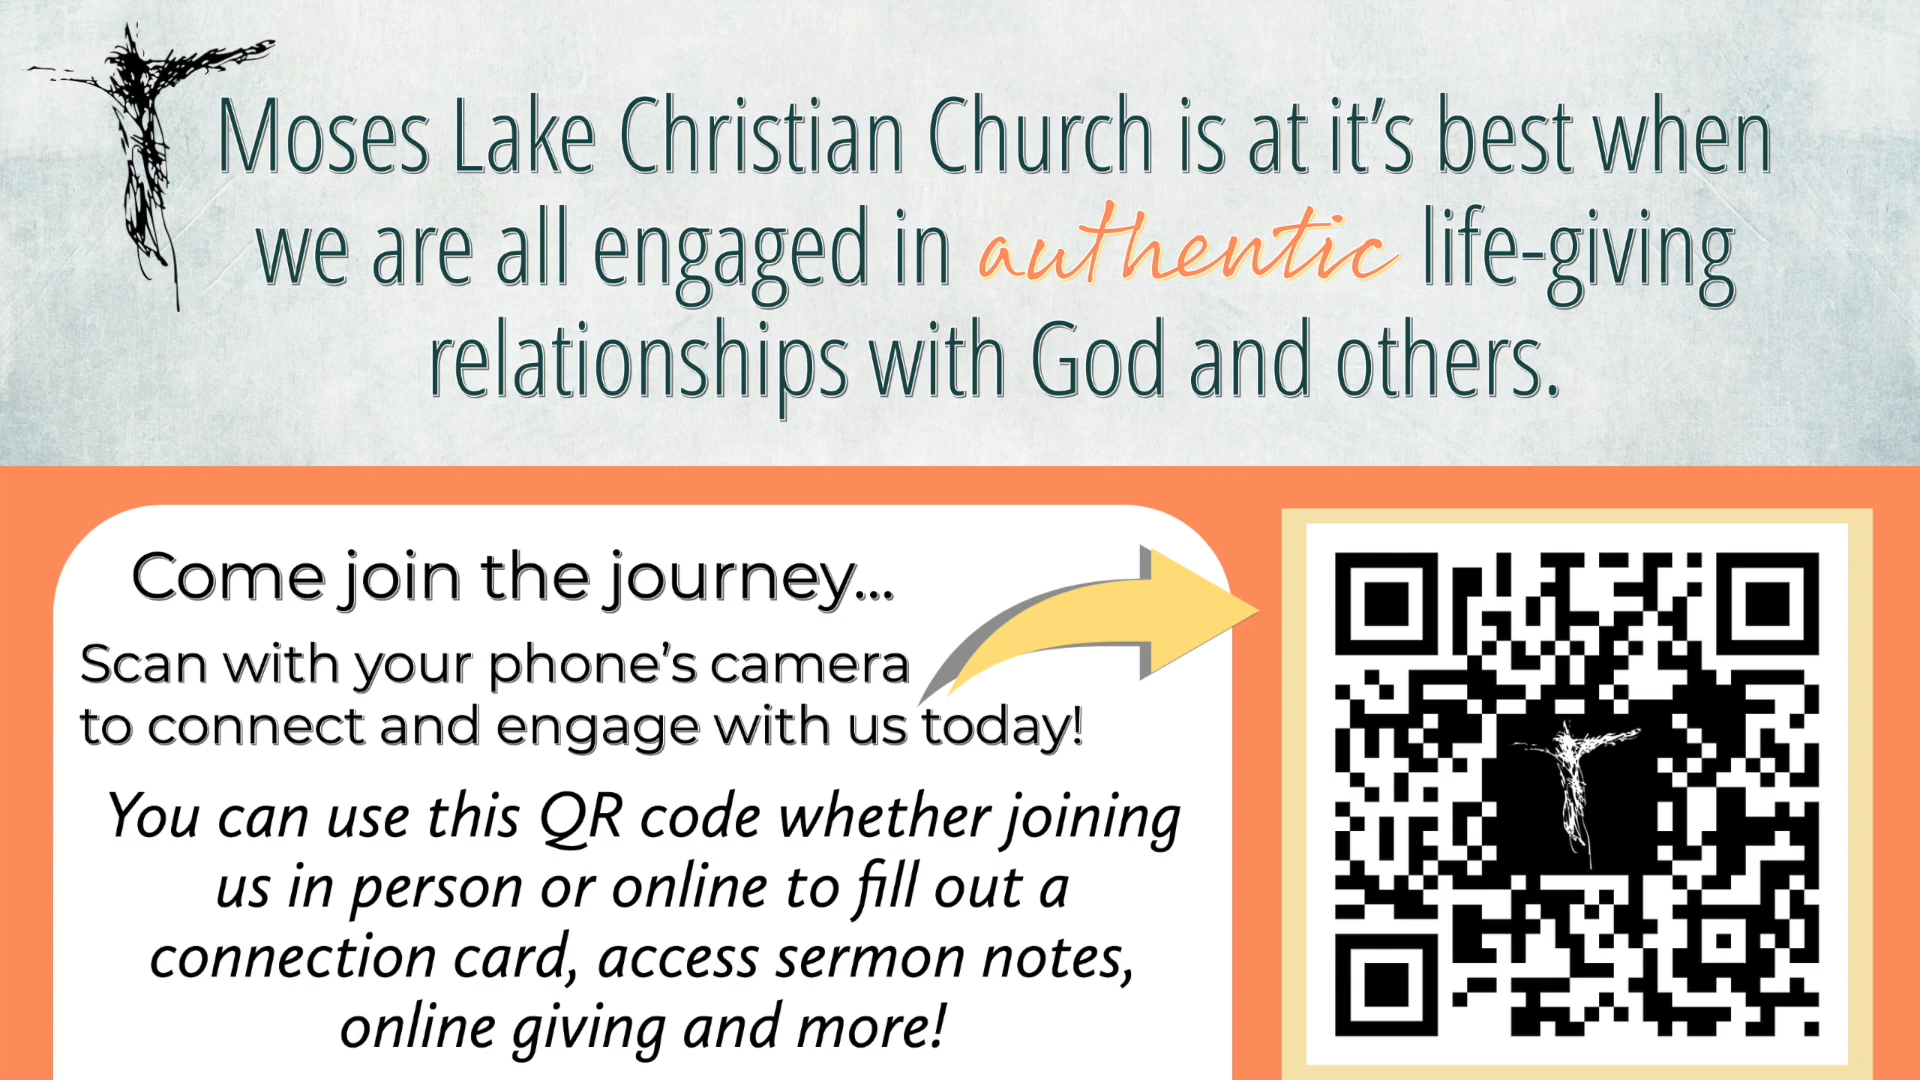 Moses Lake Christian Church is at it’s best when
we are all engaged in authentic life-giving
relationships with God and others.
Come join the journey...
Scan with your phone’s camera
to connect and engage with us today!
You can use this QR code whether joining
us in person or online to fill out a
connection card, access sermon notes,
online giving and more!